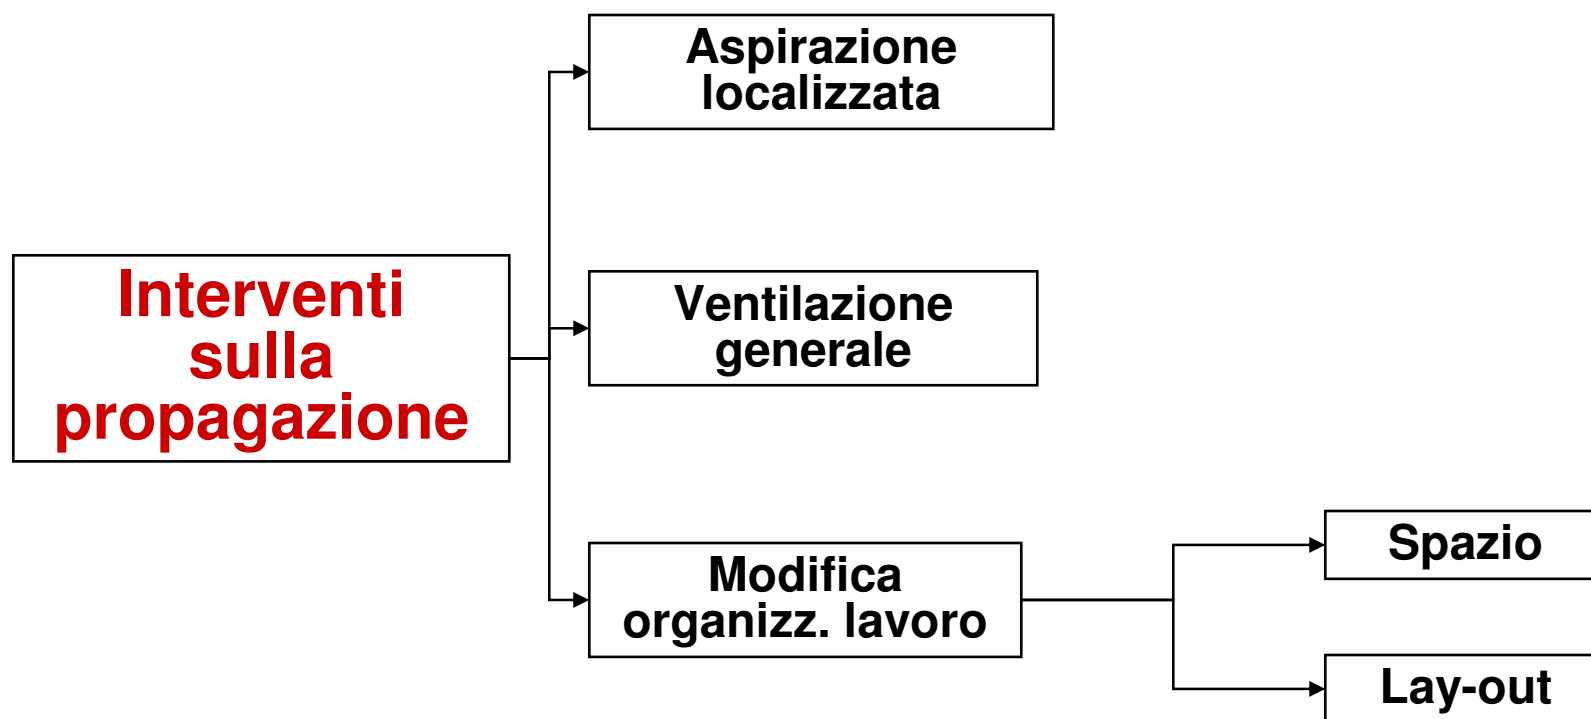 Aspirazione
localizzata
Interventi
sulla
propagazione
Ventilazione
generale
Modifica
organizz. lavoro
Spazio
Lay-out